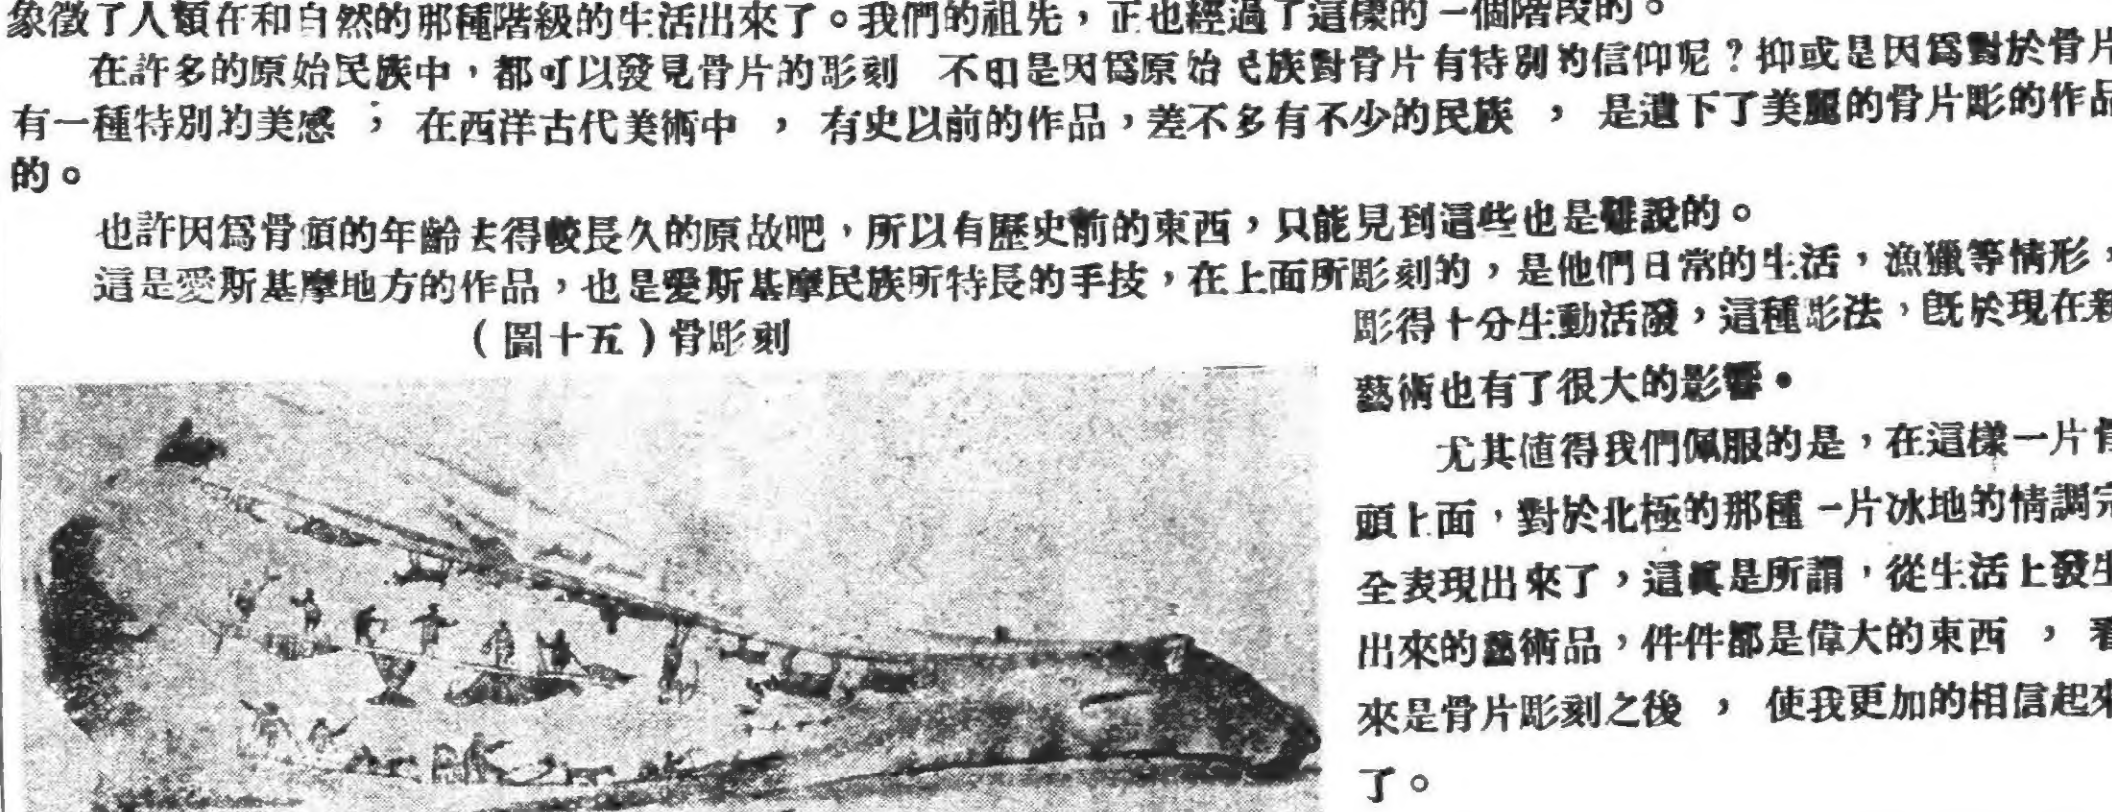 象徵了人類在和自然的那種階級的生活出來了。我們的祖先，正也經過了這樣的一個階段的。
在許多的原始民族中，都可以發見骨片的彫刻　不知是因爲原始民族對骨片有特別的信仰呢？抑或是因爲對於骨片
有一種特別的美感；在西洋古代美術中，有史以前的作品，差不多有不少的民族，是遺下了美麗的骨片彫的作品
的。
也許因爲骨頭的年齡去得較長久的原故吧，所以有歷史前的東西，只能見到這些也是難說的。
這是愛斯基摩地方的作品，也是愛斯基摩民族所特長的手技，在上面所彫刻的，是他們日常的生活，漁獵等情形，
（圖十五）骨彫刻
彫得十分生動活潑，這種彫法，旣於現在新
藝術也有了很大的影響。
尤其值得我們佩服的是，在這樣一片骨
頭上面，對於北極的那種一片冰地的情調完
全表現出來了，這眞是所謂，從生活上發生
出來的藝術品，件件都是偉大的東西，看
來是骨片彫刻之後，使我更加的相信起來
了。